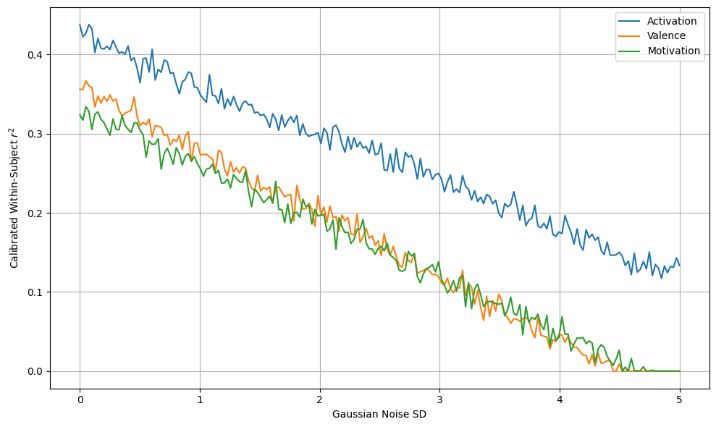 Activation
Valence
Motivation
Calibrated Within-Subject r²
0.4
0.3
0.2
0.1
0.0
0 1 2 3 4 5
Gaussian Noise SD